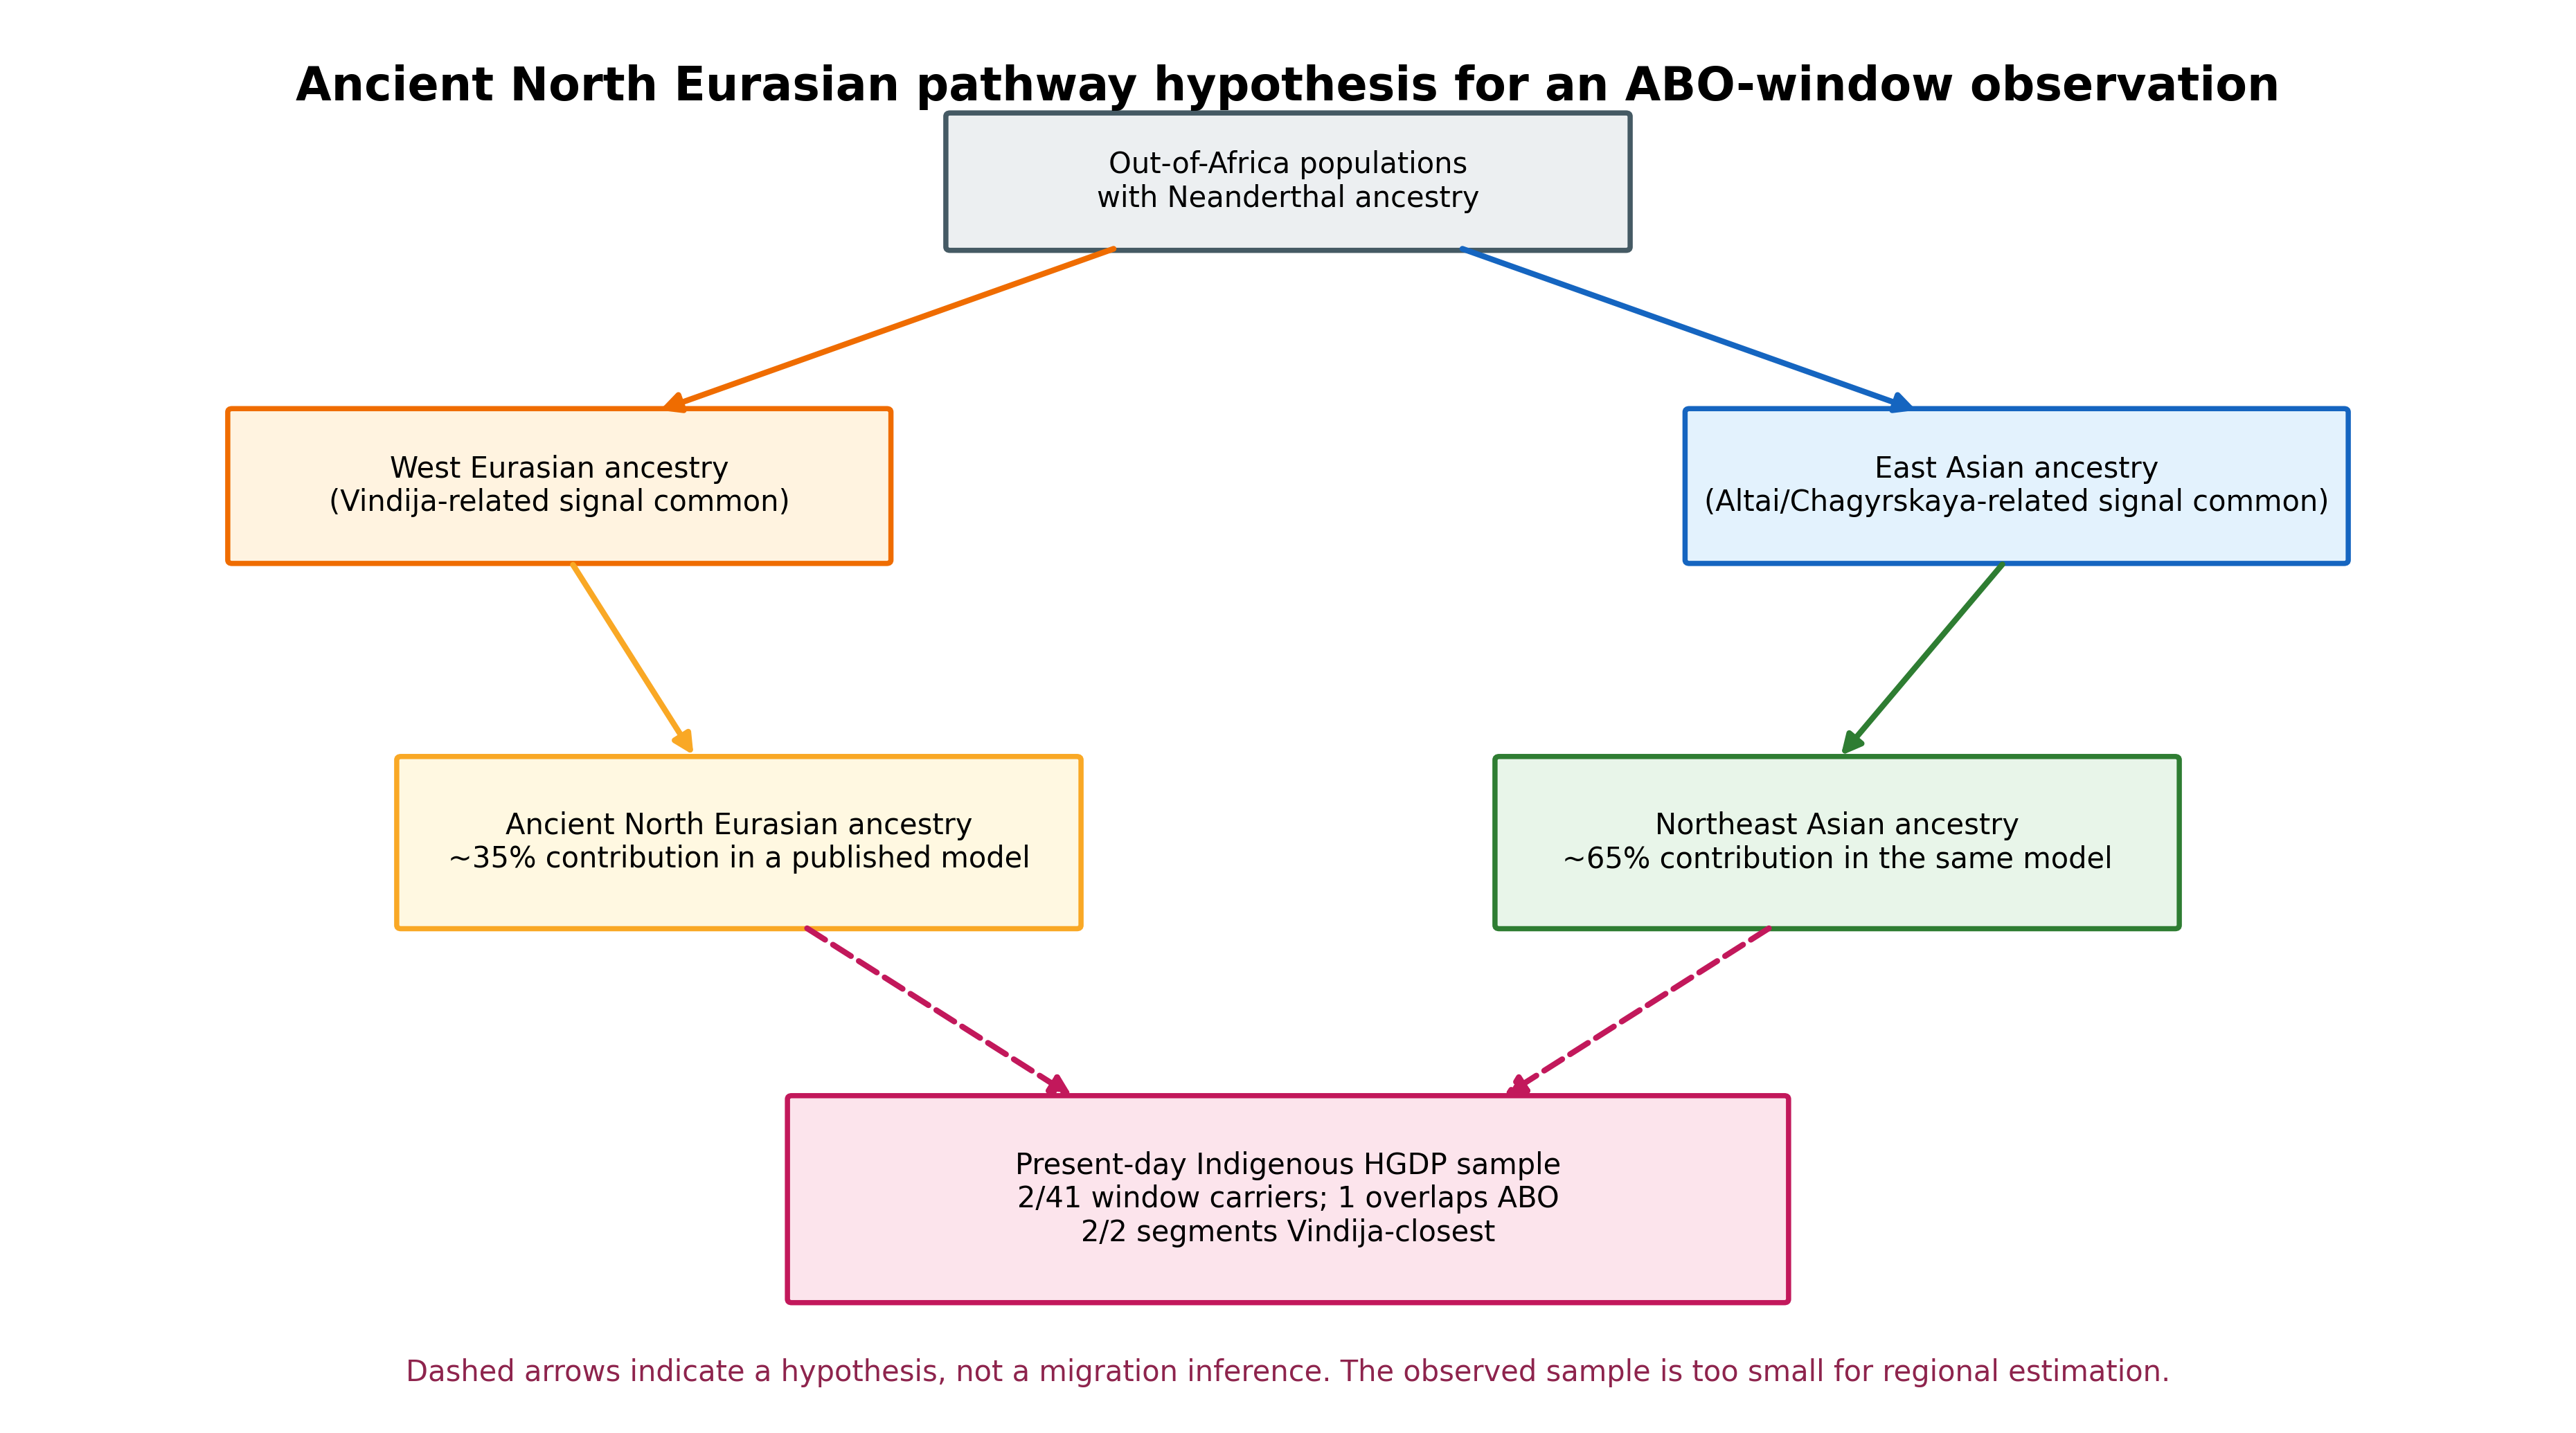 Ancient North Eurasian pathway hypothesis for an ABO-window observation
Out-of-Africa populations
with Neanderthal ancestry
West Eurasian ancestry
(Vindija-related signal common)
East Asian ancestry
(Altai/Chagyrskaya-related signal common)
Ancient North Eurasian ancestry
~35% contribution in a published model
Northeast Asian ancestry
~65% contribution in the same model
Present-day Indigenous HGDP sample
2/41 window carriers; 1 overlaps ABO
2/2 segments Vindija-closest
Dashed arrows indicate a hypothesis, not a migration inference. The observed sample is too small for regional estimation.